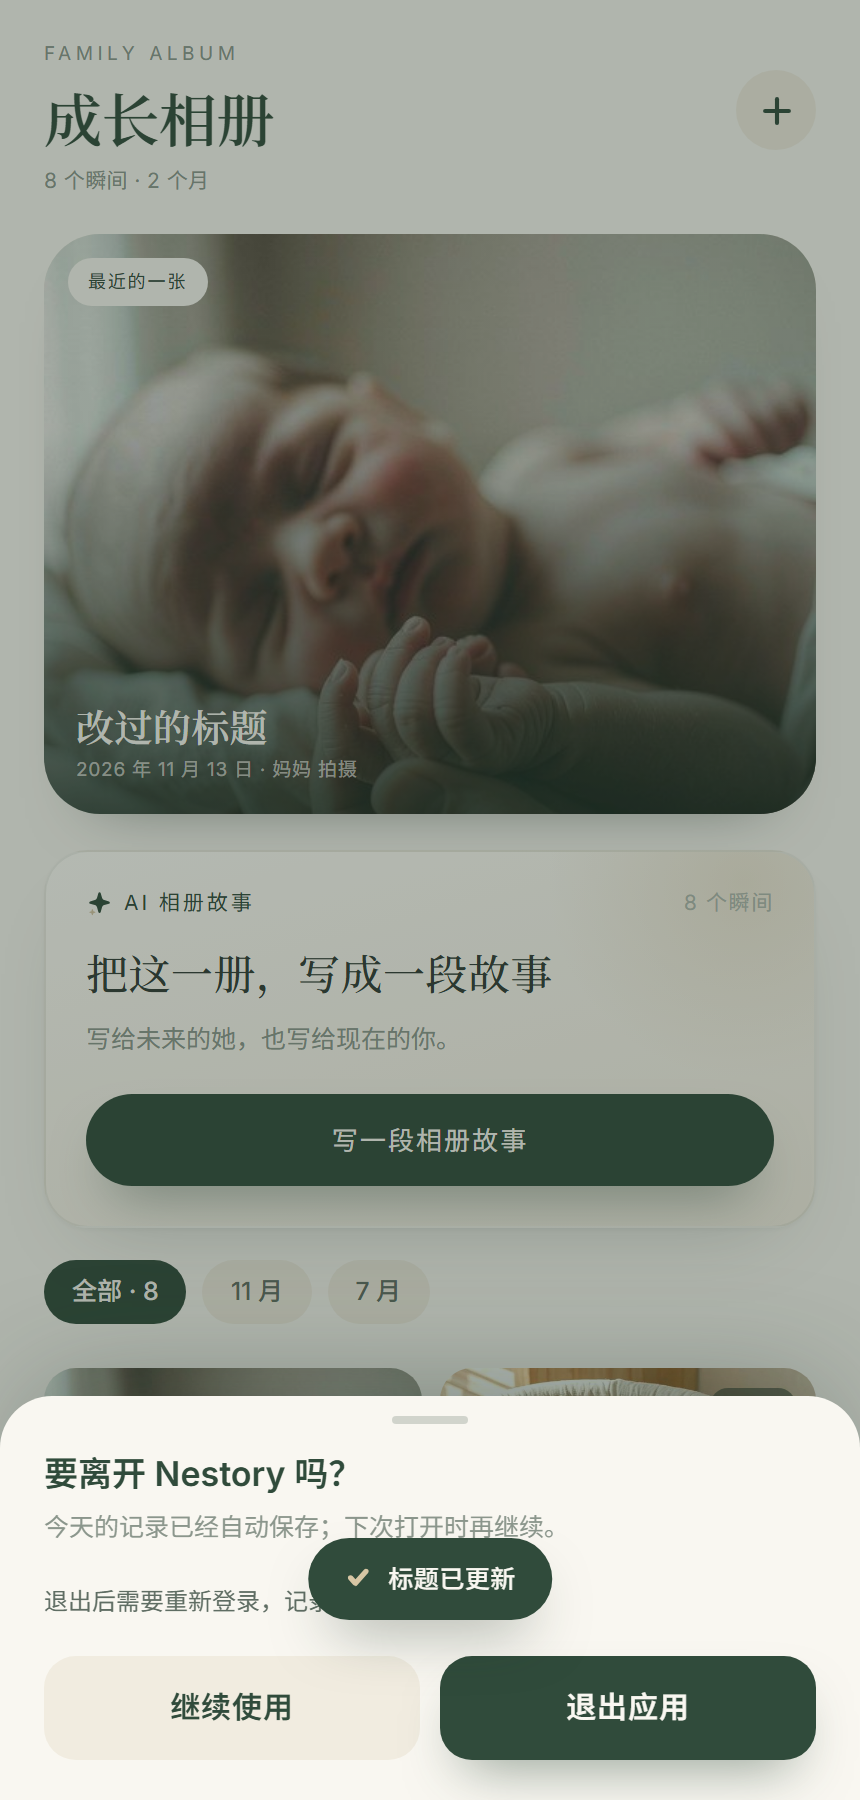 FAMILY ALBUM
成长相册
8 个瞬间 · 2 个月
最近的一张
改过的标题
2026 年 11 月 13 日 · 妈妈 拍摄
AI 相册故事
8 个瞬间
把这一册，写成一段故事
写给未来的她，也写给现在的你。
写一段相册故事
全部 · 8
11 月
7 月
要离开 Nestory 吗？
今天的记录已经自动保存；下次打开时再继续。
标题已更新
退出后需要重新登录，记
继续使用
退出应用